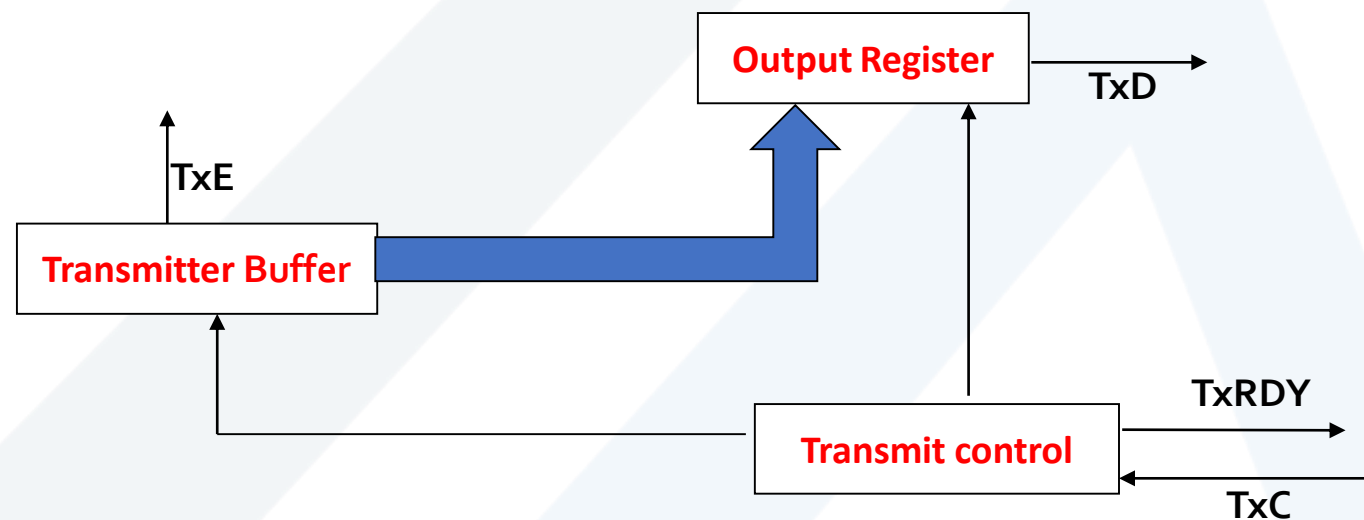 Output Register
TxD
TxE
Transmitter Buffer
TxRDY
Transmit control
TxC